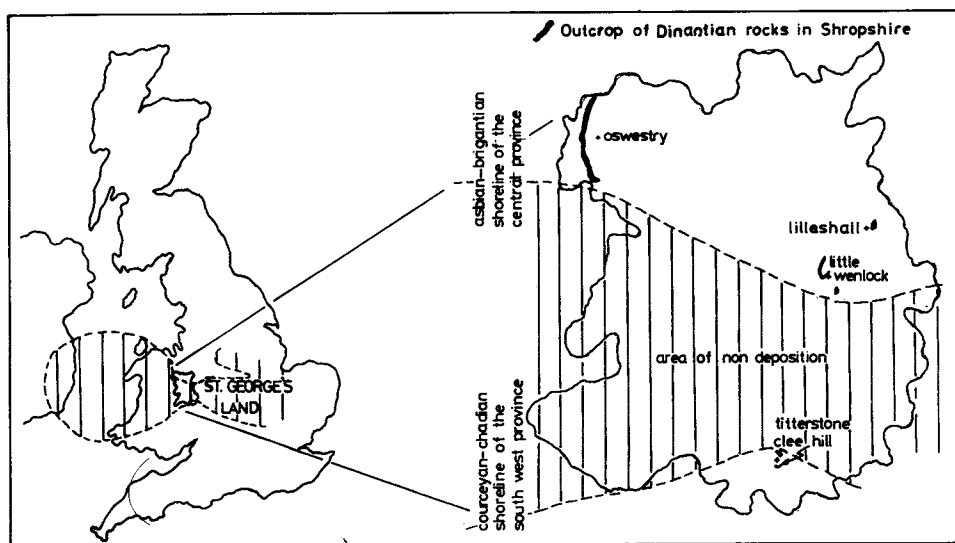 Outcrop of Dinantian rocks in Shropshire
asbian-brigantian
shoreline of the
central province
oswestry
lilleshall
little
wenlock
area of non deposition
ST. GEORGE'S
LAND
titterstone
clee hill
courceyan-chadian
shoreline of the
south west province